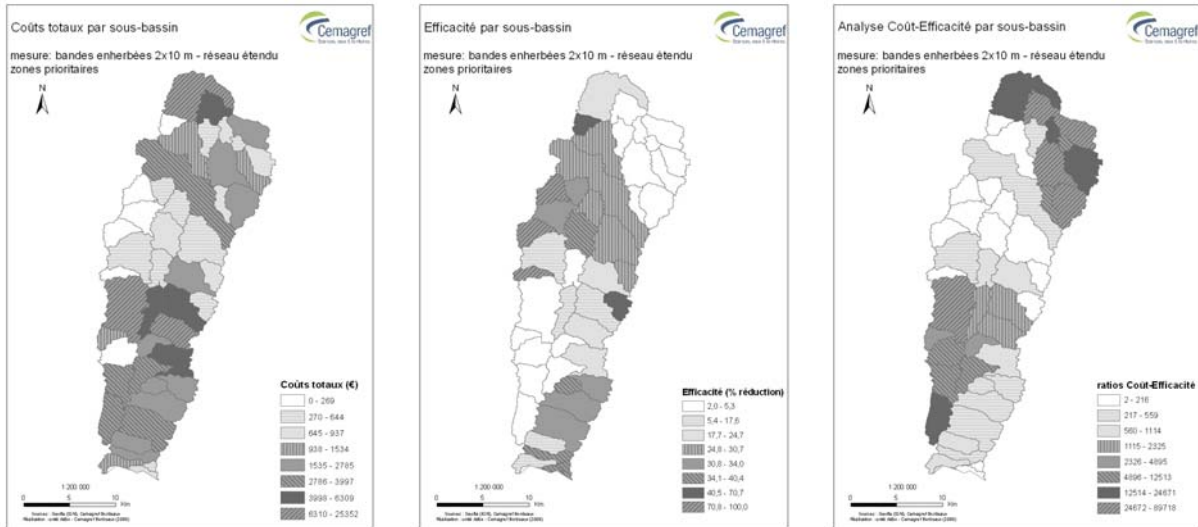 Coûts totaux par sous-bassin
Cemagref
mesure: bandes enherbées 2x10 m - réseau étendu
zones prioritaires
N
Coûts totaux (€)
0 - 269
270 - 644
645 - 937
938 - 1534
1535 - 2785
2786 - 3997
3998 - 6309
6310 - 25352
1:200 000
0 5 10
Km
Efficacité par sous-bassin
Cemagref
mesure: bandes enherbées 2x10 m - réseau étendu
zones prioritaires
N
Efficacité (% réduction)
2,0 - 5,3
5,4 - 17,6
17,7 - 24,7
24,8 - 30,7
30,8 - 34,0
34,1 - 40,4
40,5 - 70,7
70,8 - 100,0
1:200 000
0 5 10
Km
Analyse Coût-Efficacité par sous-bassin
Cemagref
mesure: bandes enherbées 2x10 m - réseau étendu
zones prioritaires
N
ratios Coût-Efficacité
2 - 216
217 - 559
560 - 1114
1115 - 2325
2326 - 4895
4896 - 12513
12514 - 24671
24672 - 89718
1:200 000
0 5 10
Km